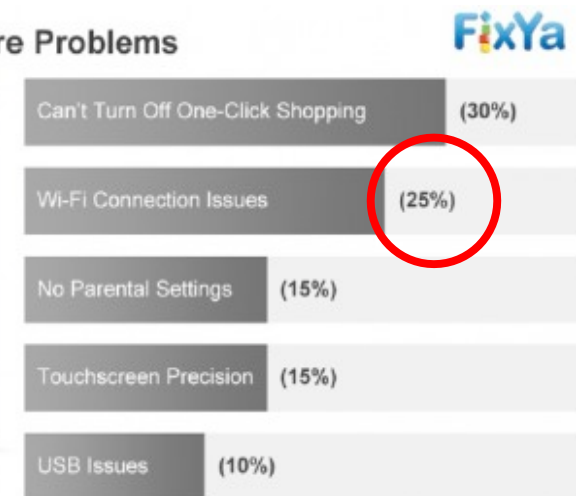 re Problems
FixYa
Can't Turn Off One-Click Shopping (30%)
Wi-Fi Connection Issues (25%)
No Parental Settings (15%)
Touchscreen Precision (15%)
USB Issues (10%)